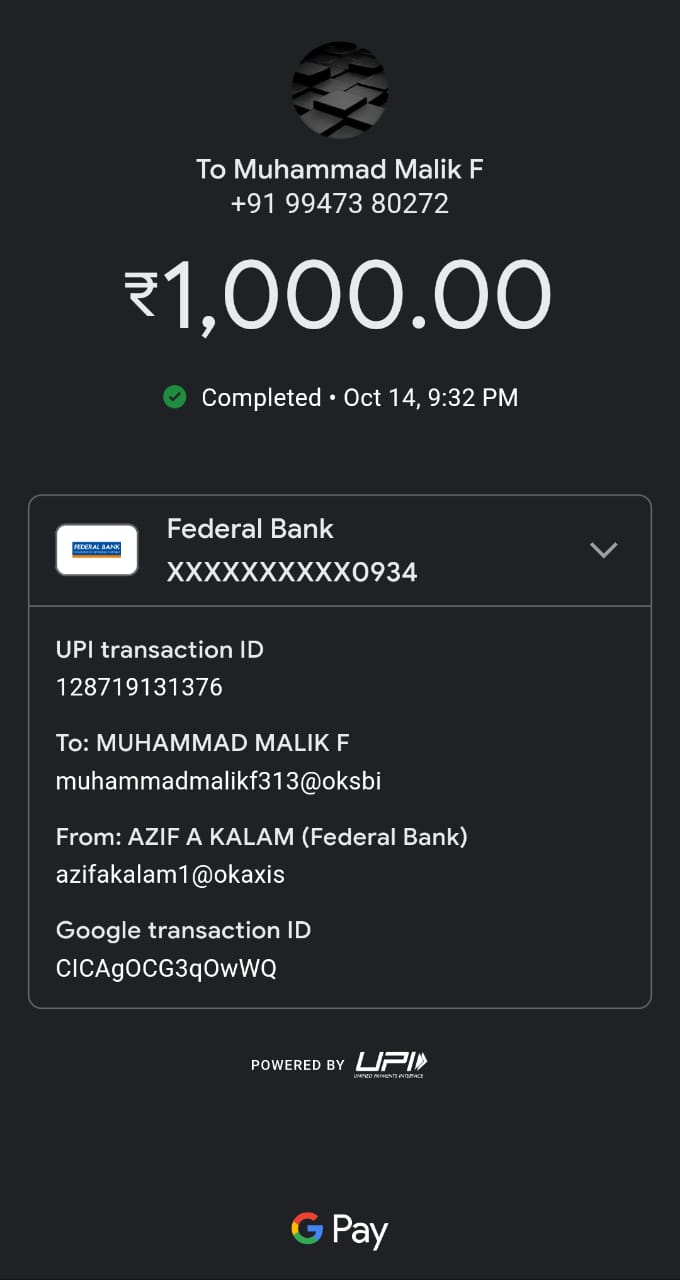 To Muhammad Malik F
+91 99473 80272
₹1,000.00
Completed • Oct 14, 9:32 PM
FEDERAL BANK
Federal Bank
XXXXXXXXXX0934
UPI transaction ID
128719131376
To: MUHAMMAD MALIK F
muhammadmalikf313@oksbi
From: AZIF A KALAM (Federal Bank)
azifakalam1@okaxis
Google transaction ID
CICAgOCG3qOwWQ
POWERED BY UPI
UNIFIED PAYMENTS INTERFACE
G Pay